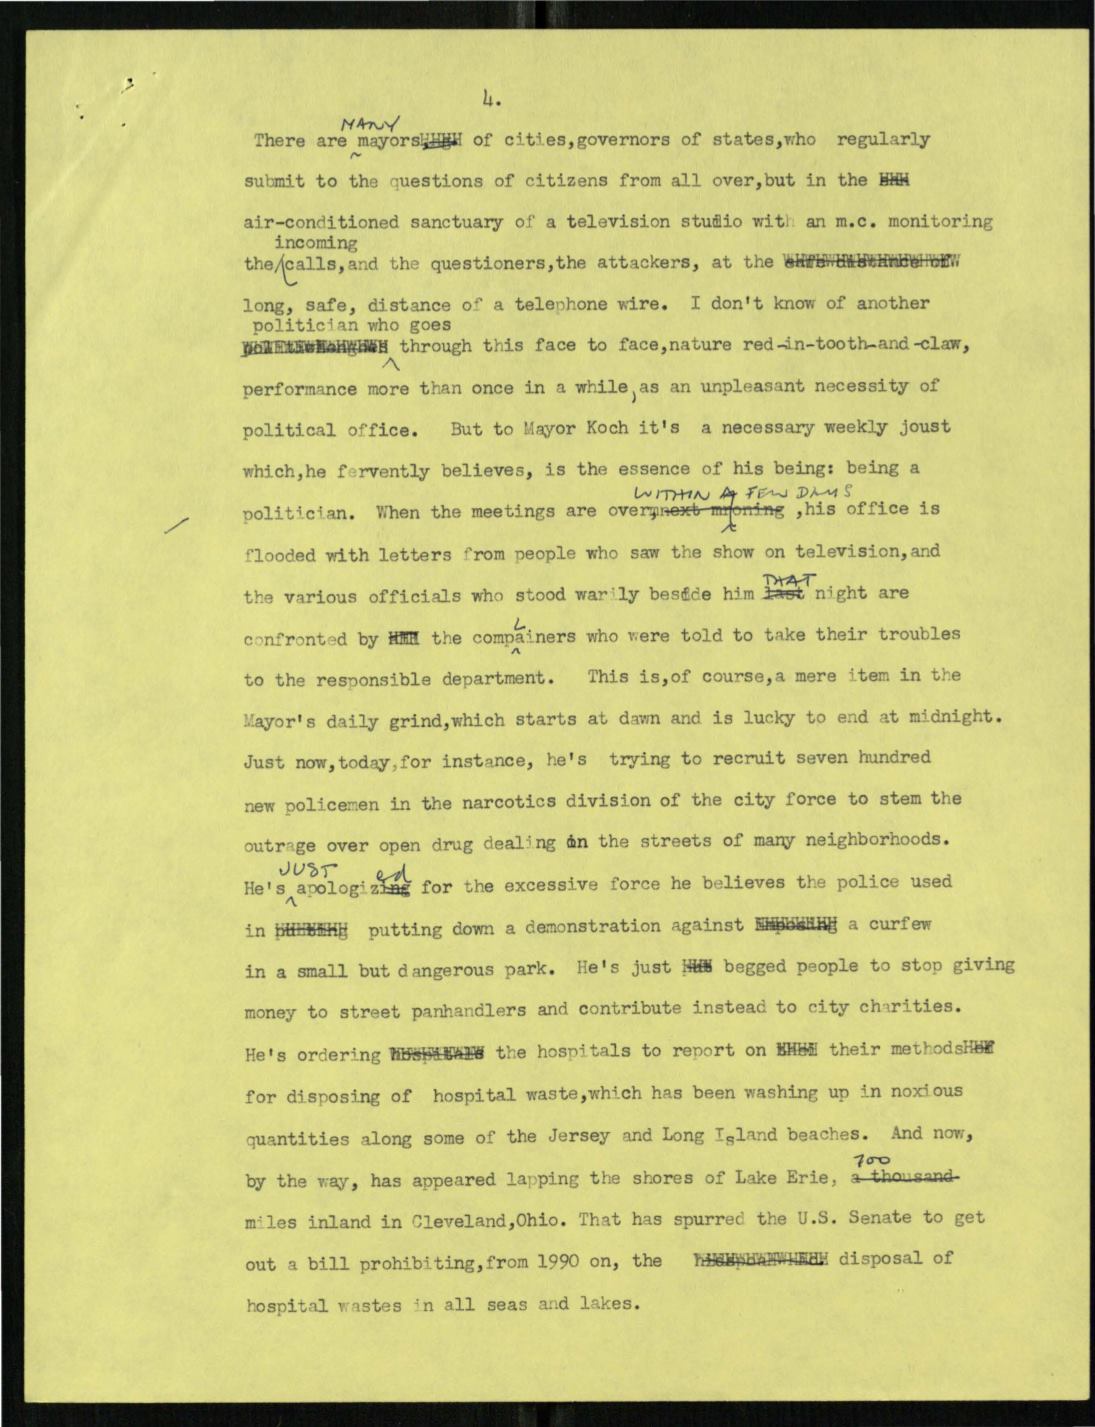 4.
MANY
There are mayors of cities,governors of states,who regularly
submit to the questions of citizens from all over,but in the
air-conditioned sanctuary of a television studio with an m.c. monitoring
incoming
the/calls,and the questioners,the attackers, at the
long, safe, distance of a telephone wire. I don't know of another
politician who goes
through this face to face,nature red-in-tooth-and-claw,
performance more than once in a while,as an unpleasant necessity of
political office. But to Mayor Koch it's a necessary weekly joust
which,he fervently believes, is the essence of his being: being a
WITHIN A FEW DAYS
politician. When the meetings are over, next mroning ,his office is
flooded with letters from people who saw the show on television,and
THAT
the various officials who stood warily beside him last night are
L
confronted by the compainers who were told to take their troubles
to the responsible department. This is,of course,a mere item in the
Mayor's daily grind,which starts at dawn and is lucky to end at midnight.
Just now,today,for instance, he's trying to recruit seven hundred
new policemen in the narcotics division of the city force to stem the
outrage over open drug dealing in the streets of many neighborhoods.
JUST ed
He's apologizing for the excessive force he believes the police used
in putting down a demonstration against a curfew
in a small but dangerous park. He's just begged people to stop giving
money to street panhandlers and contribute instead to city charities.
He's ordering the hospitals to report on their methods
for disposing of hospital waste,which has been washing up in noxious
quantities along some of the Jersey and Long Island beaches. And now,
700
by the way, has appeared lapping the shores of Lake Erie, a thousand
miles inland in Cleveland,Ohio. That has spurred the U.S. Senate to get
out a bill prohibiting,from 1990 on, the disposal of
hospital wastes in all seas and lakes.